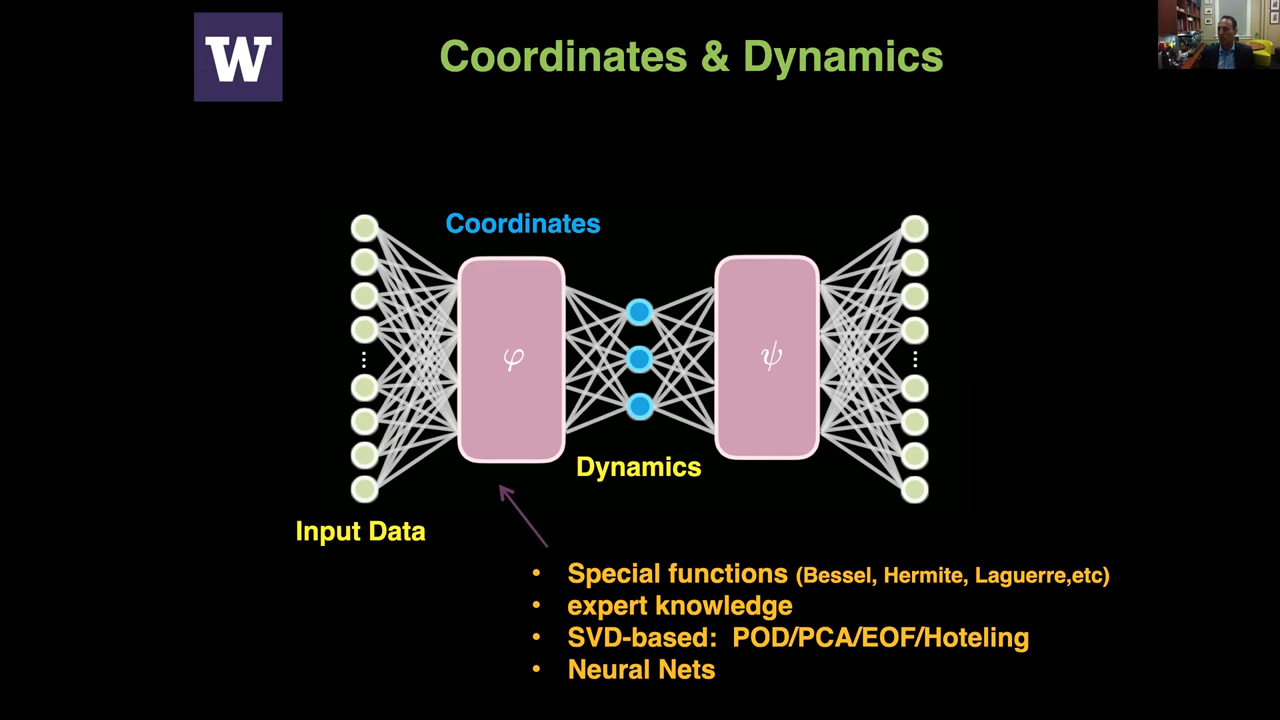 W
Coordinates & Dynamics
Coordinates
φ
ψ
Dynamics
Input Data
• Special functions (Bessel, Hermite, Laguerre,etc)
• expert knowledge
• SVD-based: POD/PCA/EOF/Hoteling
• Neural Nets